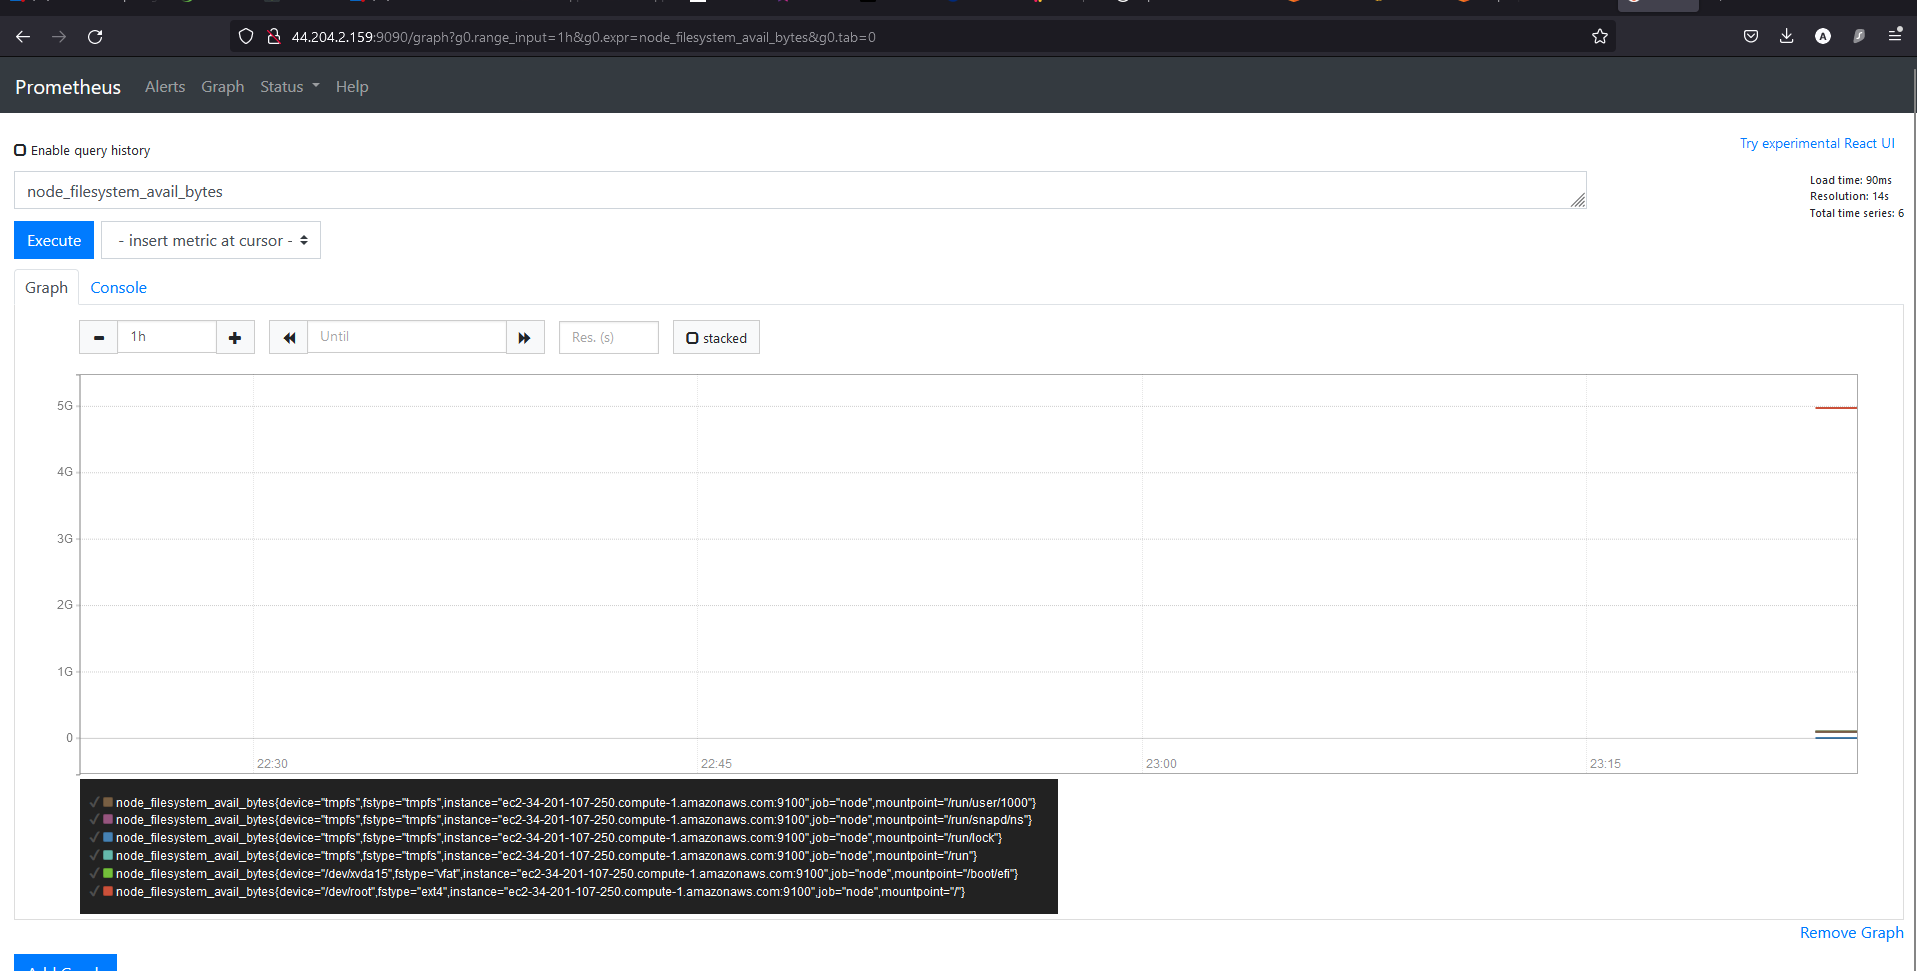 44.204.2.159:9090/graph?g0.range_input=1h&g0.expr=node_filesystem_avail_bytes&g0.tab=0
Prometheus Alerts Graph Status Help
Enable query history
Try experimental React UI
node_filesystem_avail_bytes
Load time: 90ms
Resolution: 14s
Total time series: 6
Execute - insert metric at cursor -
Graph Console
1h Until Res. (s) stacked
5G
4G
3G
2G
1G
0
22:30 22:45 23:00 23:15
node_filesystem_avail_bytes{device="tmpfs",fstype="tmpfs",instance="ec2-34-201-107-250.compute-1.amazonaws.com:9100",job="node",mountpoint="/run/user/1000"}
node_filesystem_avail_bytes{device="tmpfs",fstype="tmpfs",instance="ec2-34-201-107-250.compute-1.amazonaws.com:9100",job="node",mountpoint="/run/snapd/ns"}
node_filesystem_avail_bytes{device="tmpfs",fstype="tmpfs",instance="ec2-34-201-107-250.compute-1.amazonaws.com:9100",job="node",mountpoint="/run/lock"}
node_filesystem_avail_bytes{device="tmpfs",fstype="tmpfs",instance="ec2-34-201-107-250.compute-1.amazonaws.com:9100",job="node",mountpoint="/run"}
node_filesystem_avail_bytes{device="/dev/xvda15",fstype="vfat",instance="ec2-34-201-107-250.compute-1.amazonaws.com:9100",job="node",mountpoint="/boot/efi"}
node_filesystem_avail_bytes{device="/dev/root",fstype="ext4",instance="ec2-34-201-107-250.compute-1.amazonaws.com:9100",job="node",mountpoint="/"}
Remove Graph
Add Graph